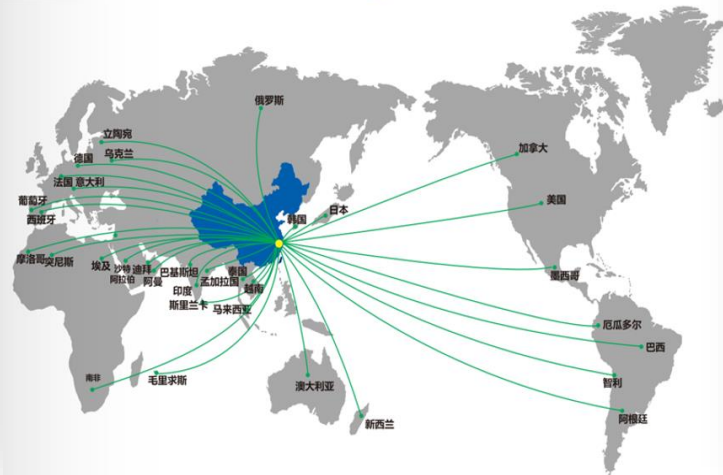 俄罗斯
立陶宛
乌克兰
德国
法国 意大利
葡萄牙
西班牙
韩国
日本
加拿大
美国
摩洛哥
突尼斯
埃及
沙特
阿拉伯
迪拜
阿曼
巴基斯坦
印度
孟加拉国
泰国
越南
斯里兰卡
马来西亚
墨西哥
厄瓜多尔
巴西
智利
阿根廷
南非
毛里求斯
澳大利亚
新西兰